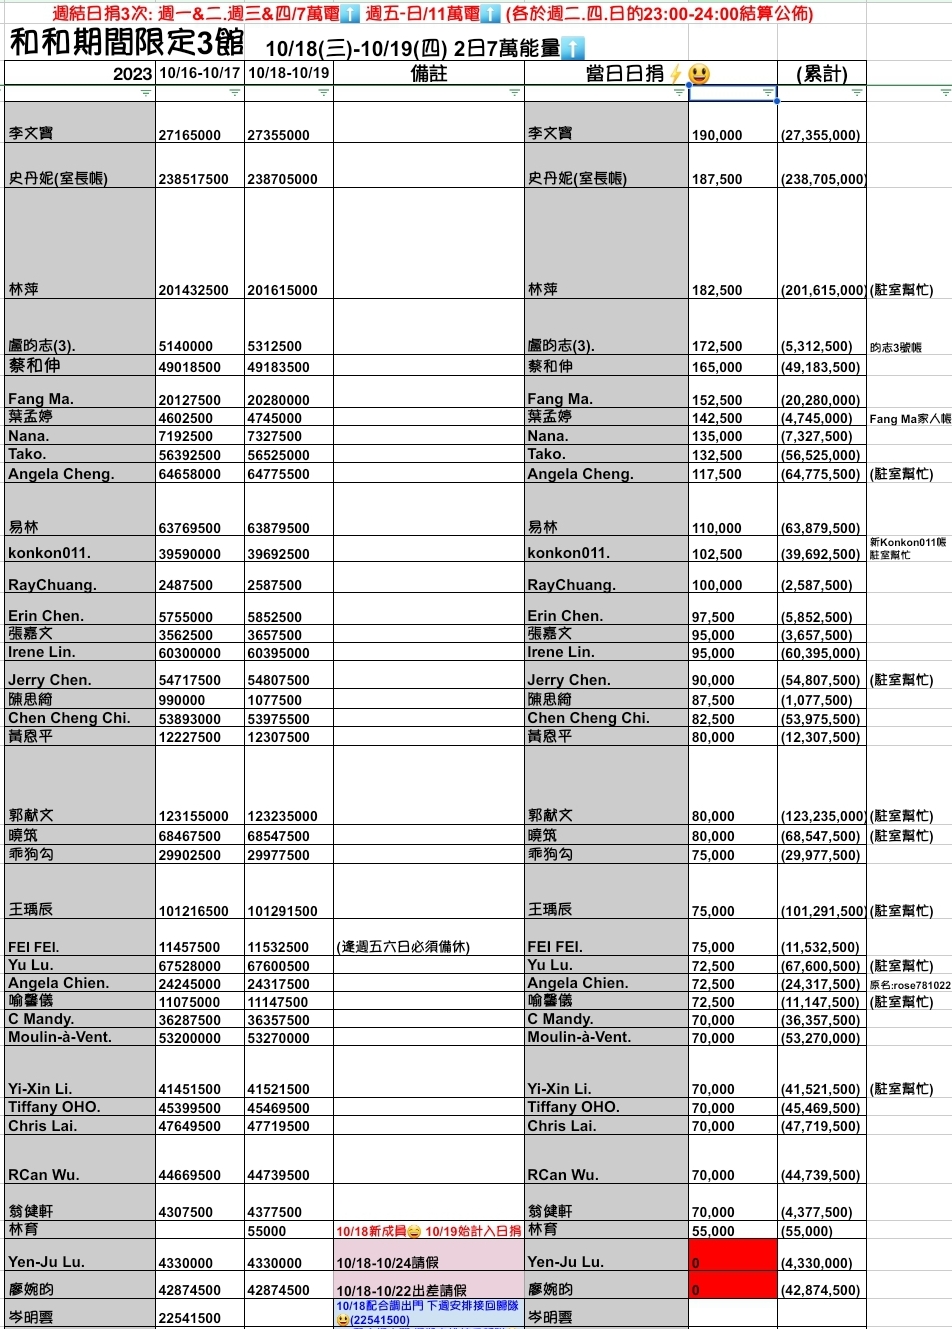 週結日捐3次: 週一&二.週三&四/7萬電⬆️ 週五-日/11萬電⬆️ (各於週二.四.日的23:00-24:00結算公佈)
和和期間限定3館 10/18(三)-10/19(四) 2日7萬能量⬆️
2023 10/16-10/17 10/18-10/19 備註 當日日捐⚡😃 (累計)
李文寶 27165000 27355000 李文寶 190,000 (27,355,000)
史丹妮(室長帳) 238517500 238705000 史丹妮(室長帳) 187,500 (238,705,000)
林萍 201432500 201615000 林萍 182,500 (201,615,000) (駐室幫忙)
盧昀志(3). 5140000 5312500 盧昀志(3). 172,500 (5,312,500) 昀志3號帳
蔡和伸 49018500 49183500 蔡和伸 165,000 (49,183,500)
Fang Ma. 20127500 20280000 Fang Ma. 152,500 (20,280,000)
葉孟婷 4602500 4745000 葉孟婷 142,500 (4,745,000) Fang Ma家人帳
Nana. 7192500 7327500 Nana. 135,000 (7,327,500)
Tako. 56392500 56525000 Tako. 132,500 (56,525,000)
Angela Cheng. 64658000 64775500 Angela Cheng. 117,500 (64,775,500) (駐室幫忙)
易林 63769500 63879500 易林 110,000 (63,879,500)
konkon011. 39590000 39692500 konkon011. 102,500 (39,692,500) 新Konkon011帳
駐室幫忙
RayChuang. 2487500 2587500 RayChuang. 100,000 (2,587,500)
Erin Chen. 5755000 5852500 Erin Chen. 97,500 (5,852,500)
張嘉文 3562500 3657500 張嘉文 95,000 (3,657,500)
Irene Lin. 60300000 60395000 Irene Lin. 95,000 (60,395,000)
Jerry Chen. 54717500 54807500 Jerry Chen. 90,000 (54,807,500) (駐室幫忙)
陳思綺 990000 1077500 陳思綺 87,500 (1,077,500)
Chen Cheng Chi. 53893000 53975500 Chen Cheng Chi. 82,500 (53,975,500)
黃恩平 12227500 12307500 黃恩平 80,000 (12,307,500)
郭献文 123155000 123235000 郭献文 80,000 (123,235,000) (駐室幫忙)
曉筑 68467500 68547500 曉筑 80,000 (68,547,500) (駐室幫忙)
乖狗勾 29902500 29977500 乖狗勾 75,000 (29,977,500)
王瑀辰 101216500 101291500 王瑀辰 75,000 (101,291,500) (駐室幫忙)
FEI FEI. 11457500 11532500 (逢週五六日必須備休) FEI FEI. 75,000 (11,532,500)
Yu Lu. 67528000 67600500 Yu Lu. 72,500 (67,600,500) (駐室幫忙)
Angela Chien. 24245000 24317500 Angela Chien. 72,500 (24,317,500) 原名:rose781022
喻馨儀 11075000 11147500 喻馨儀 72,500 (11,147,500) (駐室幫忙)
C Mandy. 36287500 36357500 C Mandy. 70,000 (36,357,500)
Moulin-à-Vent. 53200000 53270000 Moulin-à-Vent. 70,000 (53,270,000)
Yi-Xin Li. 41451500 41521500 Yi-Xin Li. 70,000 (41,521,500) (駐室幫忙)
Tiffany OHO. 45399500 45469500 Tiffany OHO. 70,000 (45,469,500)
Chris Lai. 47649500 47719500 Chris Lai. 70,000 (47,719,500)
RCan Wu. 44669500 44739500 RCan Wu. 70,000 (44,739,500)
翁健軒 4307500 4377500 翁健軒 70,000 (4,377,500)
林育 55000 10/18新成員😄 10/19始計入日捐 林育 55,000 (55,000)
Yen-Ju Lu. 4330000 4330000 10/18-10/24請假 Yen-Ju Lu. 0 (4,330,000)
廖婉昀 42874500 42874500 10/18-10/22出差請假 廖婉昀 0 (42,874,500)
岑明雲 22541500 10/18配合調出門 下週安排接回歸隊 岑明雲
😃(22541500)